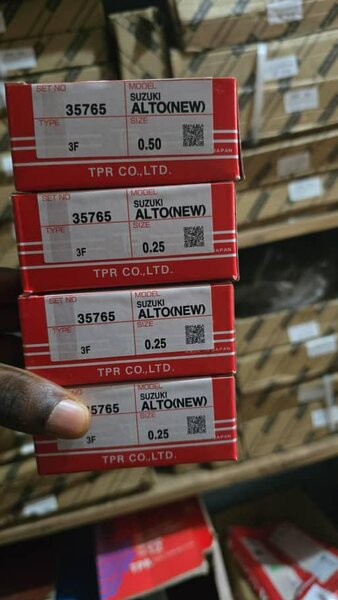 SET NO MODEL
35765 SUZUKI
ALTO(NEW)
TYPE SIZE
3F 0.50
JAPAN
TPR CO.,LTD.
MODEL
35765 SUZUKI
ALTO(NEW)
TYPE SIZE
3F 0.25
JAPAN
TPR CO.,LTD.
SET NO MODEL
35765 SUZUKI
ALTO(NEW)
TYPE SIZE
3F 0.25
TPR CO.,LTD.
MODEL
5765 SUZUKI
ALTO(NEW)
SIZE
3F 0.25
TPR CO.,LTD.